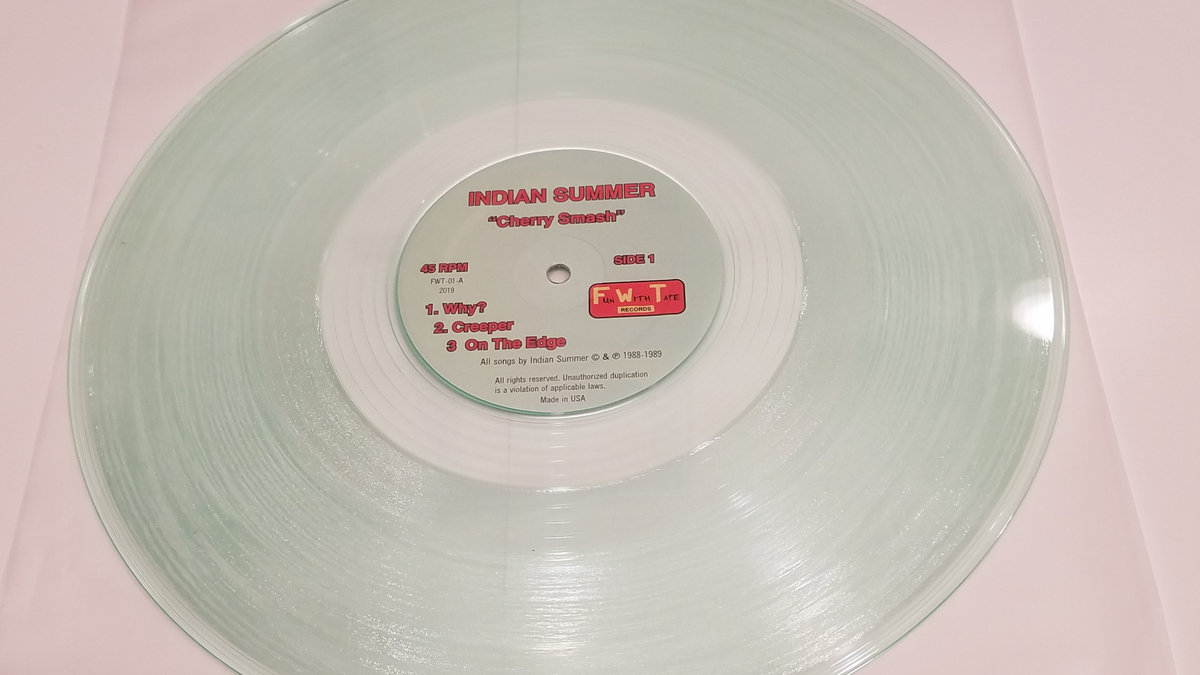 INDIAN SUMMER
"Cherry Smash"
45 RPM
SIDE 1
FWT-01-A
2019
FUN WITH TATE
RECORDS
1. Why?
2. Creeper
3 On The Edge
All songs by Indian Summer © & ℗ 1988-1989
All rights reserved. Unauthorized duplication
is a violation of applicable laws.
Made in USA